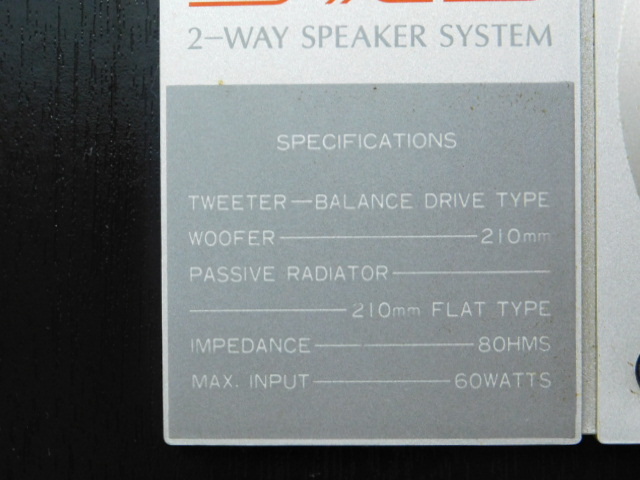 2-WAY SPEAKER SYSTEM
SPECIFICATIONS
TWEETER—BALANCE DRIVE TYPE
WOOFER————210mm
PASSIVE RADIATOR————
————210mm FLAT TYPE
IMPEDANCE————8OHMS
MAX. INPUT————60WATTS